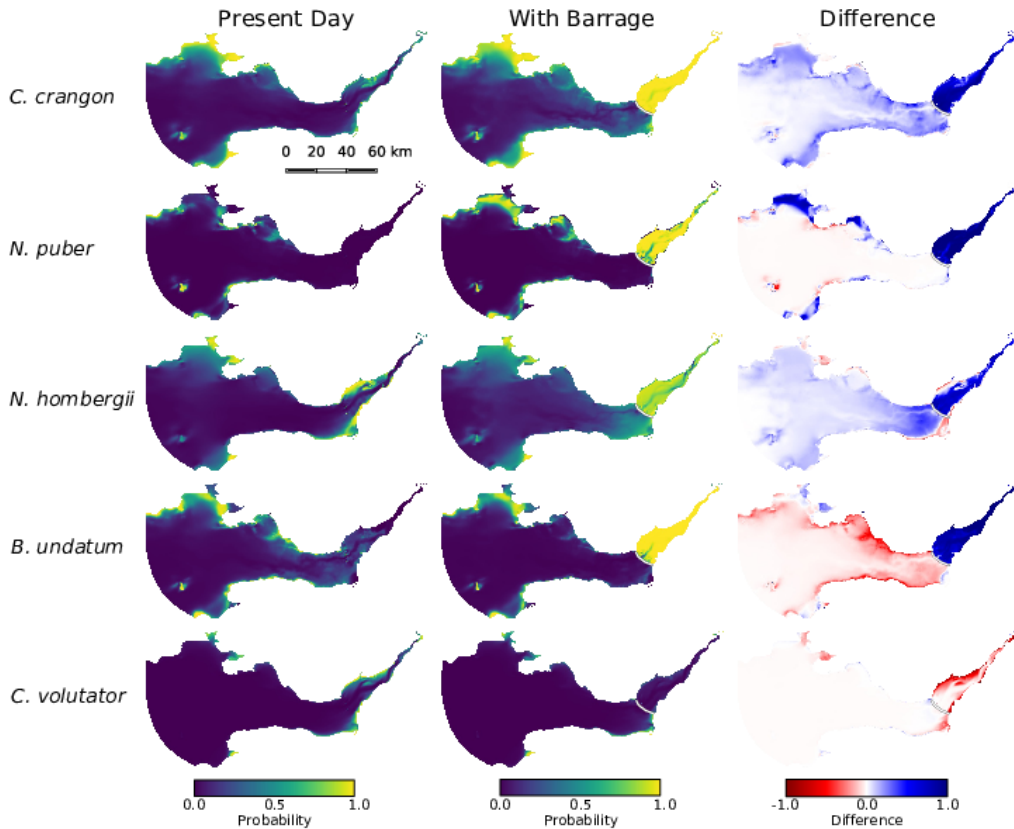 Present Day With Barrage Difference
C. crangon
0 20 40 60 km
N. puber
N. hombergii
B. undatum
C. volutator
0.0 0.5 1.0 0.0 0.5 1.0 -1.0 0.0 1.0
Probability Probability Difference